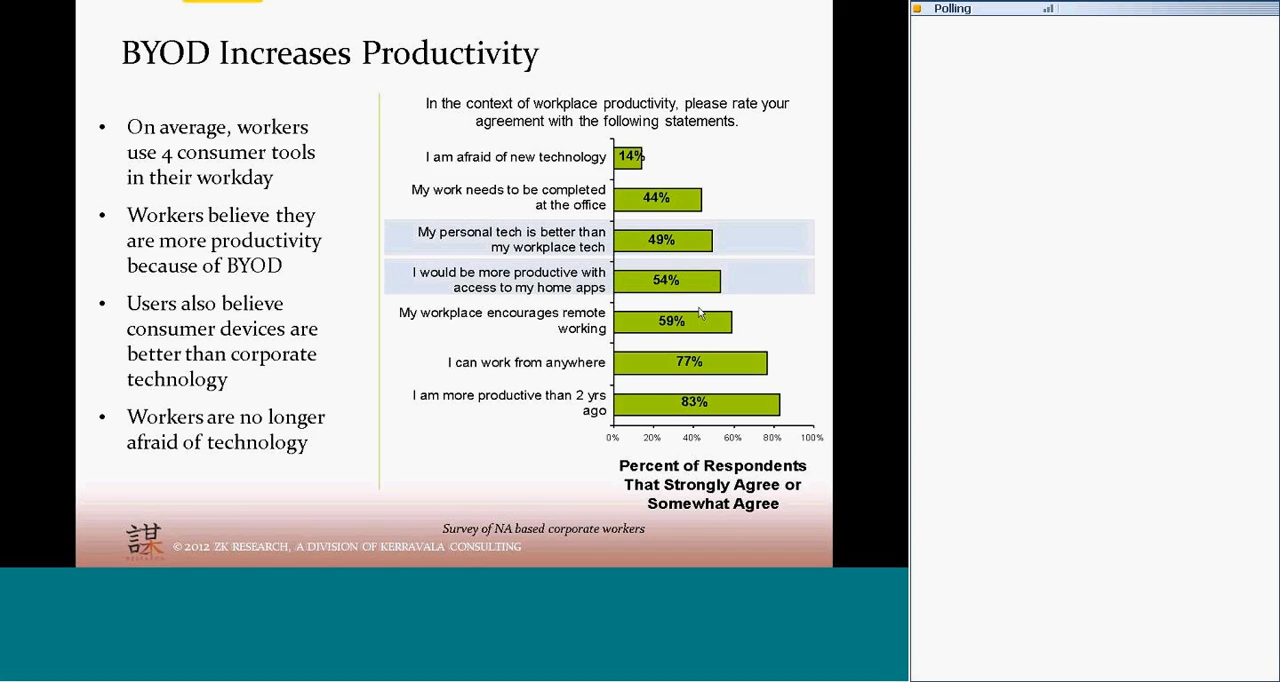 Polling
BYOD Increases Productivity
• On average, workers
use 4 consumer tools
in their workday
• Workers believe they
are more productivity
because of BYOD
• Users also believe
consumer devices are
better than corporate
technology
• Workers are no longer
afraid of technology
In the context of workplace productivity, please rate your
agreement with the following statements.
I am afraid of new technology 14%
My work needs to be completed
at the office 44%
My personal tech is better than
my workplace tech 49%
I would be more productive with
access to my home apps 54%
My workplace encourages remote
working 59%
I can work from anywhere 77%
I am more productive than 2 yrs
ago 83%
0% 20% 40% 60% 80% 100%
Percent of Respondents
That Strongly Agree or
Somewhat Agree
Survey of NA based corporate workers
謀
© 2012 ZK RESEARCH, A DIVISION OF KERRAVALA CONSULTING